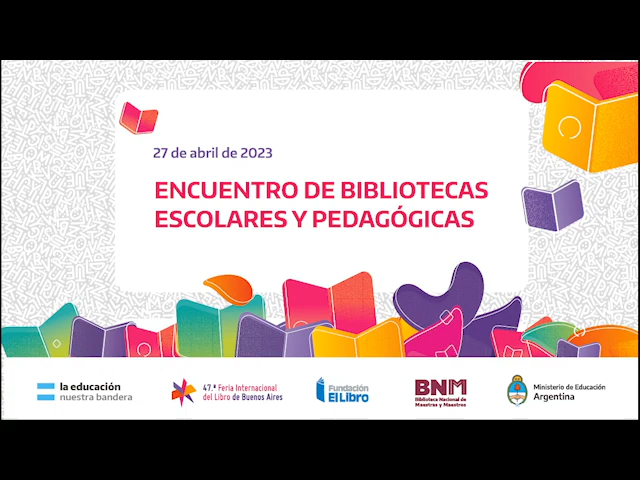 27 de abril de 2023
ENCUENTRO DE BIBLIOTECAS
ESCOLARES Y PEDAGÓGICAS
la educación
nuestra bandera
47.ª Feria Internacional
del Libro de Buenos Aires
Fundación
El Libro
BNM
Biblioteca Nacional de
Maestras y Maestros
Ministerio de Educación
Argentina